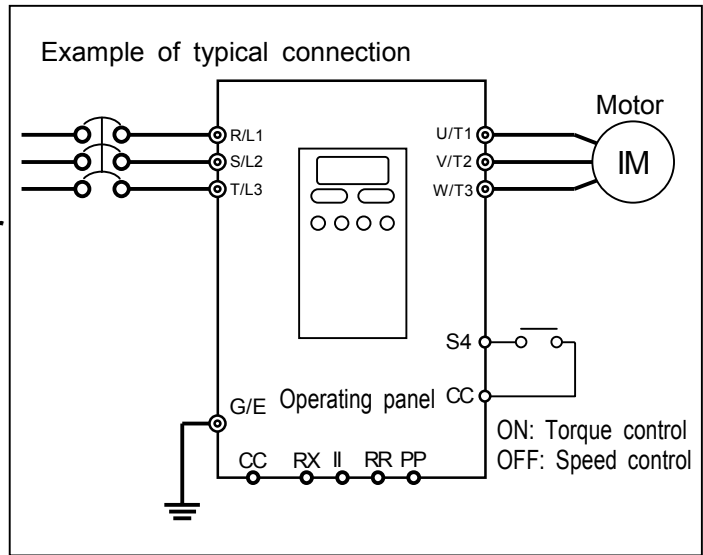 Example of typical connection
Motor
R/L1
S/L2
T/L3
U/T1
V/T2
W/T3
IM
S4
CC
G/E
Operating panel
ON: Torque control
OFF: Speed control
CC RX II RR PP